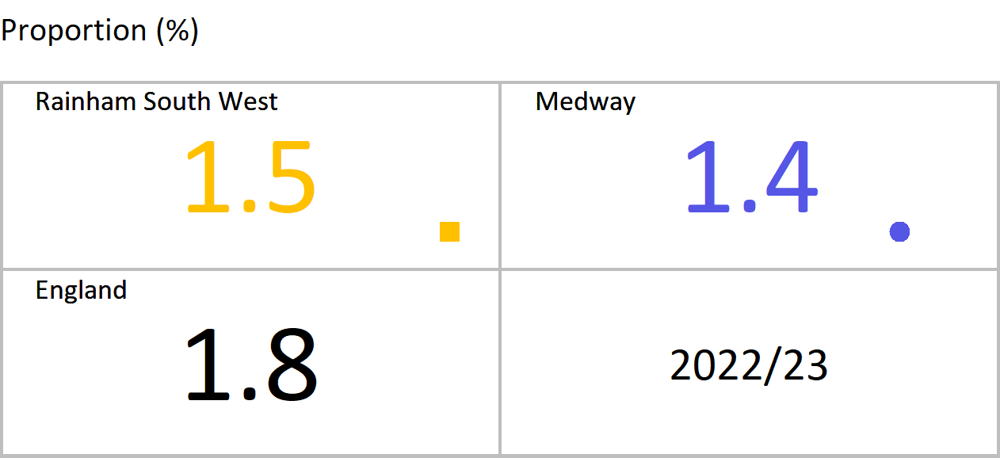 Proportion (%)
Rainham South West
1.5
Medway
1.4
England
1.8
2022/23